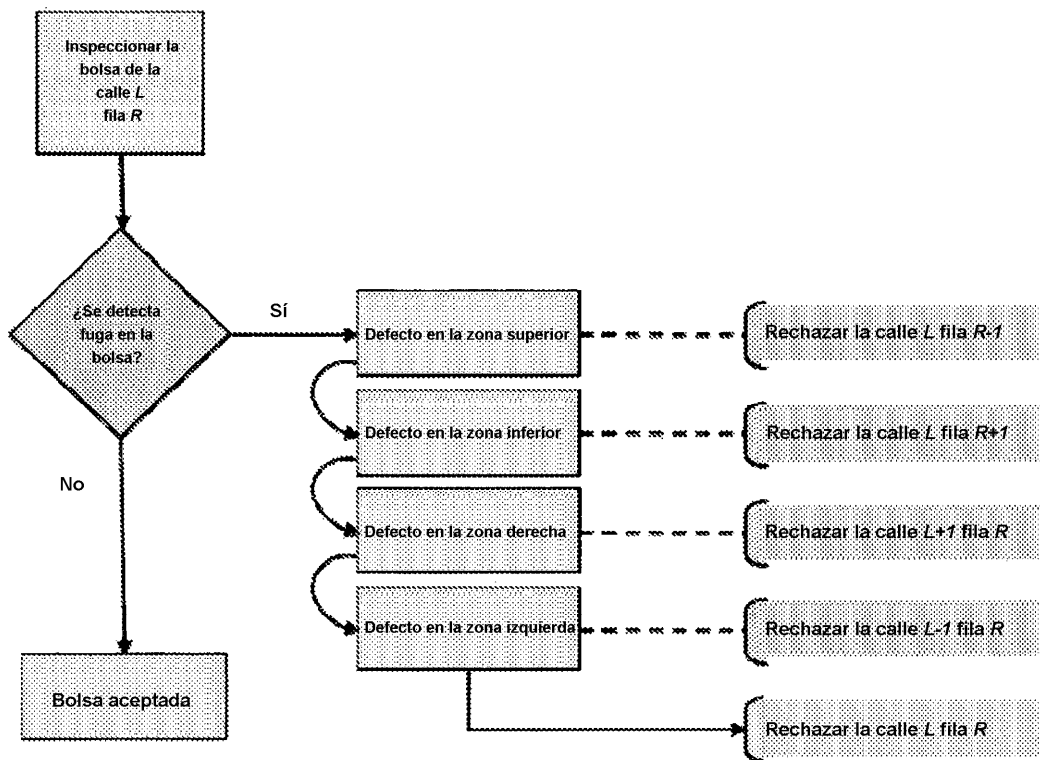 Inspeccionar la
bolsa de la
calle L
fila R
¿Se detecta
fuga en la
bolsa?
Sí
No
Bolsa aceptada
Defecto en la zona superior
Rechazar la calle L fila R-1
Defecto en la zona inferior
Rechazar la calle L fila R+1
Defecto en la zona derecha
Rechazar la calle L+1 fila R
Defecto en la zona izquierda
Rechazar la calle L-1 fila R
Rechazar la calle L fila R